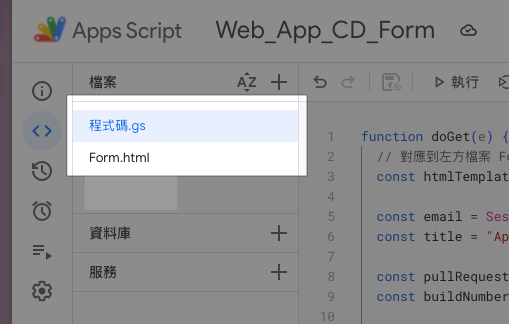 Apps Script
Web_App_CD_Form
檔案
AZ
執行
程式碼.gs
Form.html
資料庫
服務
1 function doGet(e) {
2 // 對應到左方檔案 Fo
3 const htmlTemplat
4
5 const email = Ses
6 const title = "Ap
7
8 const pullRequest
9 const buildNumber
10